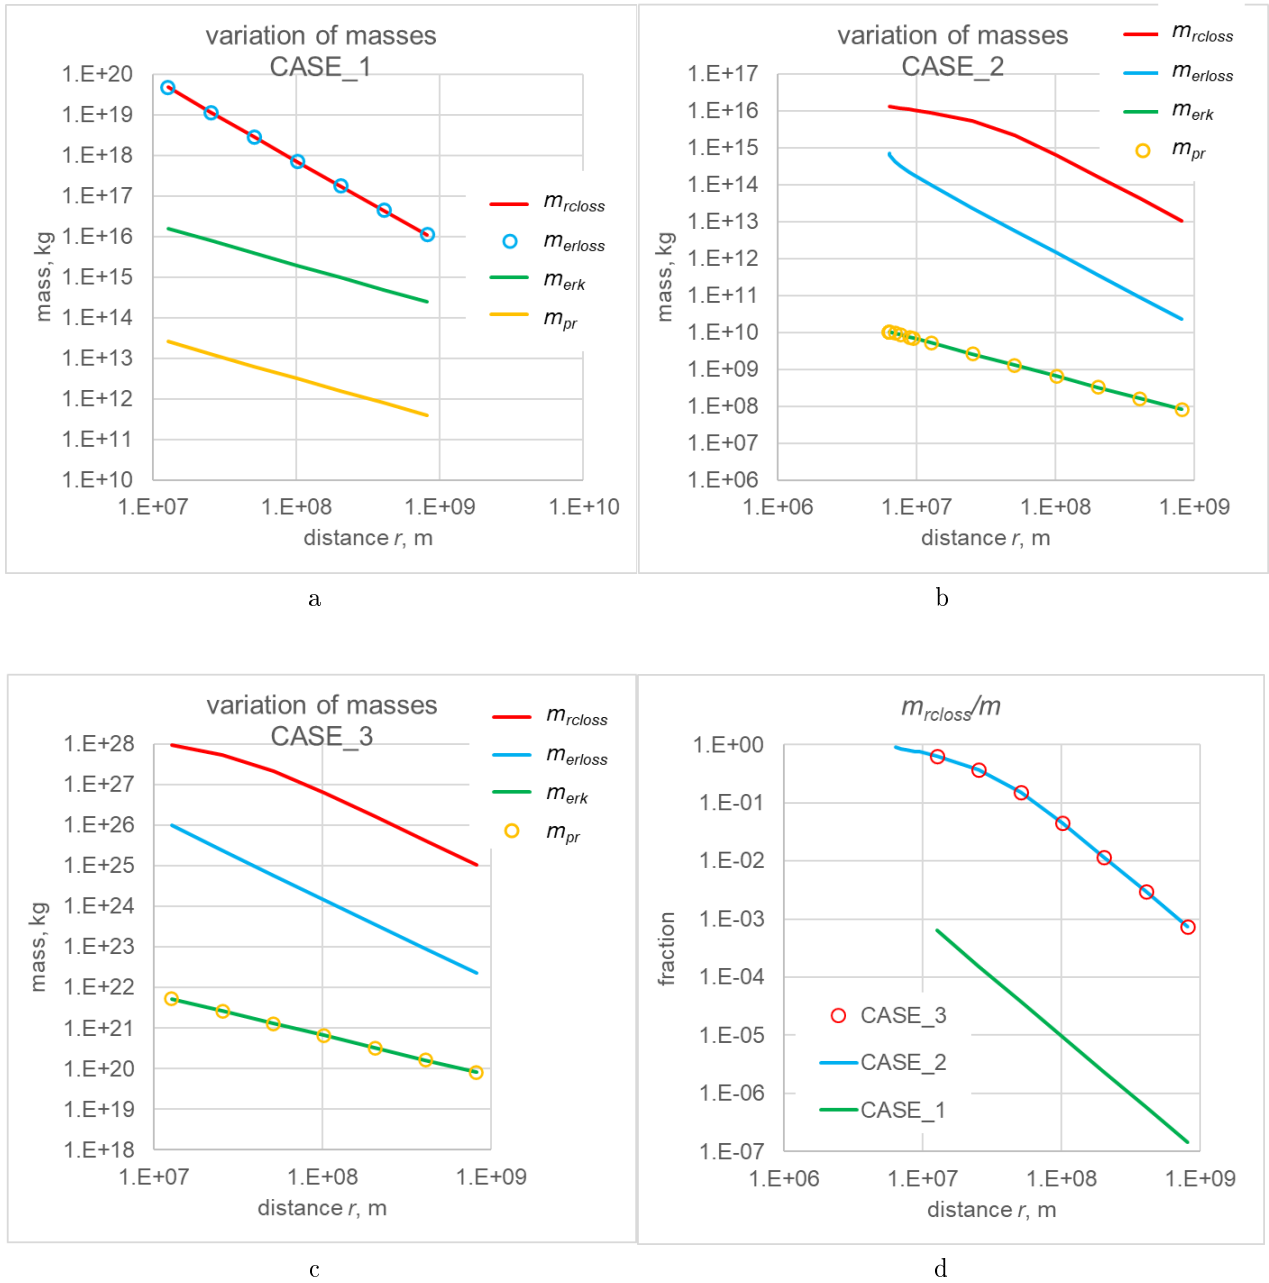 variation of masses
CASE_1
1.E+20
1.E+19
1.E+18
1.E+17
1.E+16
1.E+15
1.E+14
1.E+13
1.E+12
1.E+11
1.E+10
mass, kg
1.E+07 1.E+08 1.E+09 1.E+10
distance r, m
m_rcloss
m_erloss
m_erk
m_pr
a
variation of masses
CASE_2
1.E+17
1.E+16
1.E+15
1.E+14
1.E+13
1.E+12
1.E+11
1.E+10
1.E+09
1.E+08
1.E+07
1.E+06
mass, kg
1.E+06 1.E+07 1.E+08 1.E+09
distance r, m
m_rcloss
m_erloss
m_erk
m_pr
b
variation of masses
CASE_3
1.E+28
1.E+27
1.E+26
1.E+25
1.E+24
1.E+23
1.E+22
1.E+21
1.E+20
1.E+19
1.E+18
mass, kg
1.E+07 1.E+08 1.E+09
distance r, m
m_rcloss
m_erloss
m_erk
m_pr
c
m_rcloss/m
1.E+00
1.E-01
1.E-02
1.E-03
1.E-04
1.E-05
1.E-06
1.E-07
fraction
1.E+06 1.E+07 1.E+08 1.E+09
distance r, m
CASE_3
CASE_2
CASE_1
d